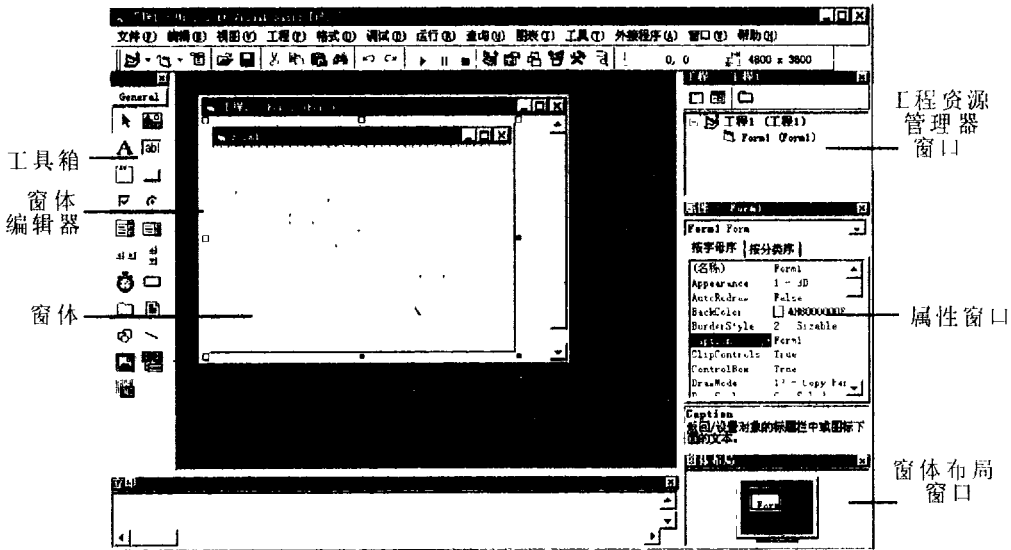 文件(F) 编辑(E) 视图(V) 工程(P) 格式(O) 调试(D) 运行(R) 查询(U) 图表(I) 工具(T) 外接程序(A) 窗口(W) 帮助(H)
0, 0 4800 x 3800
General
工具箱
窗体
编辑器
窗体
工程1 (工程1)
Form1 (Form1)
工程资源
管理器
窗口
Form1
Form1 Form
按字母序 按分类序
(名称) Form1
Appearance 1 - 3D
AutoRedraw False
BackColor
BorderStyle 2 Sizable
Form1
ClipControls True
ControlBox True
DrawMode
属性窗口
Caption
返回/设置对象的标题栏中或图标下
面的文本。
Form
窗体布局
窗口